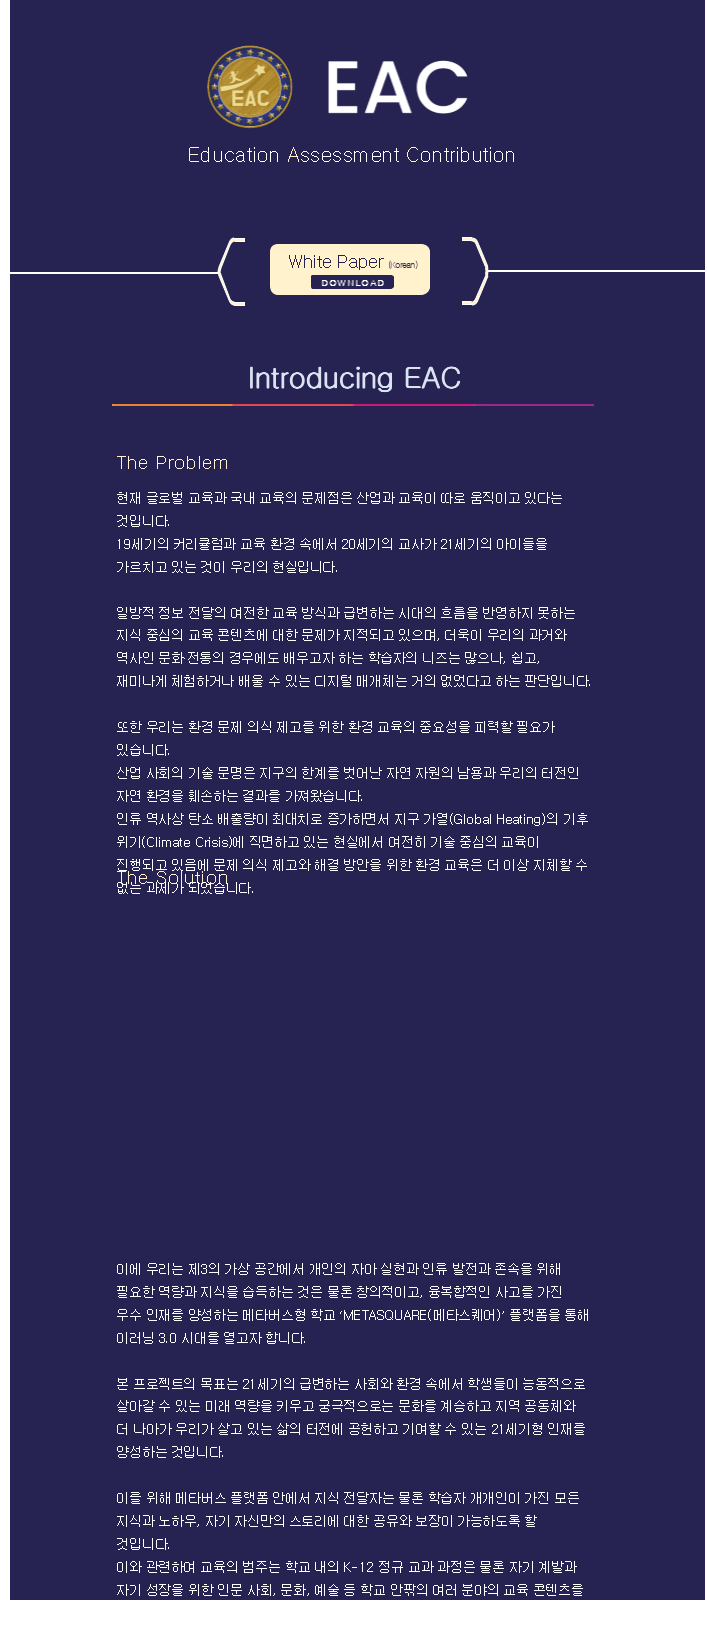 EAC
EAC
Education Assessment Contribution
White Paper (Korean)
DOWNLOAD
Introducing EAC
The Problem
현재 글로벌 교육과 국내 교육의 문제점은 산업과 교육이 따로 움직이고 있다는
것입니다.
19세기의 커리큘럼과 교육 환경 속에서 20세기의 교사가 21세기의 아이들을
가르치고 있는 것이 우리의 현실입니다.
일방적 정보 전달의 여전한 교육 방식과 급변하는 시대의 흐름을 반영하지 못하는
지식 중심의 교육 콘텐츠에 대한 문제가 지적되고 있으며, 더욱이 우리의 과거와
역사인 문화 전통의 경우에도 배우고자 하는 학습자의 니즈는 많으나, 쉽고,
재미나게 체험하거나 배울 수 있는 디지털 매개체는 거의 없었다고 하는 판단입니다.
또한 우리는 환경 문제 의식 제고를 위한 환경 교육의 중요성을 피력할 필요가
있습니다.
산업 사회의 기술 문명은 지구의 한계를 벗어난 자연 자원의 남용과 우리의 터전인
자연 환경을 훼손하는 결과를 가져왔습니다.
인류 역사상 탄소 배출량이 최대치로 증가하면서 지구 가열(Global Heating)의 기후
위기(Climate Crisis)에 직면하고 있는 현실에서 여전히 기술 중심의 교육이
진행되고 있음에 문제 의식 제고와 해결 방안을 위한 환경 교육은 더 이상 지체할 수
The Solution
없는 과제가 되었습니다.
이에 우리는 제3의 가상 공간에서 개인의 자아 실현과 인류 발전과 존속을 위해
필요한 역량과 지식을 습득하는 것은 물론 창의적이고, 융복합적인 사고를 가진
우수 인재를 양성하는 메타버스형 학교 ‘METASQUARE(메타스퀘어)’ 플랫폼을 통해
이러닝 3.0 시대를 열고자 합니다.
본 프로젝트의 목표는 21세기의 급변하는 사회와 환경 속에서 학생들이 능동적으로
살아갈 수 있는 미래 역량을 키우고 궁극적으로는 문화를 계승하고 지역 공동체와
더 나아가 우리가 살고 있는 삶의 터전에 공헌하고 기여할 수 있는 21세기형 인재를
양성하는 것입니다.
이를 위해 메타버스 플랫폼 안에서 지식 전달자는 물론 학습자 개개인이 가진 모든
지식과 노하우, 자기 자신만의 스토리에 대한 공유와 보장이 가능하도록 할
것입니다.
이와 관련하여 교육의 범주는 학교 내의 K-12 정규 교과 과정은 물론 자기 계발과
자기 성장을 위한 인문 사회, 문화, 예술 등 학교 안팎의 여러 분야의 교육 콘텐츠를